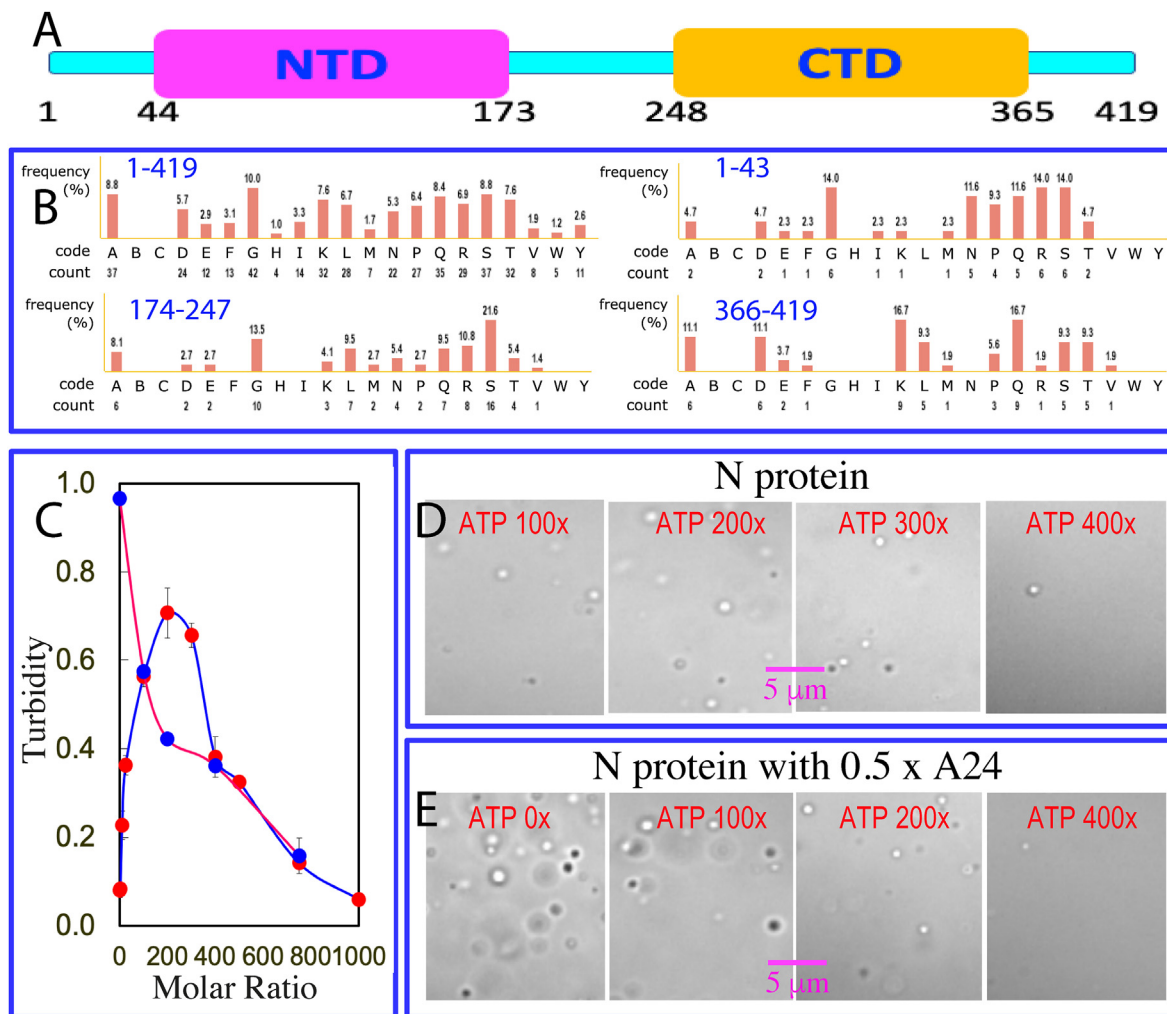 A
NTD
CTD
1 44 173 248 365 419
B
1-419
frequency (%)
8.8 5.7 2.9 3.1 10.0 1.0 3.3 7.6 6.7 1.7 5.3 6.4 8.4 6.9 8.8 7.6 1.9 1.2 2.6
code A B C D E F G H I K L M N P Q R S T V W Y
count 37 24 12 13 42 4 14 32 28 7 22 27 35 29 37 32 8 5 11
1-43
frequency (%)
4.7 4.7 2.3 2.3 14.0 2.3 2.3 2.3 11.6 9.3 11.6 14.0 14.0 4.7
code A B C D E F G H I K L M N P Q R S T V W Y
count 2 2 1 1 6 1 1 1 5 4 5 6 6 2
174-247
frequency (%)
8.1 2.7 2.7 13.5 4.1 9.5 2.7 5.4 2.7 9.5 10.8 21.6 5.4 1.4
code A B C D E F G H I K L M N P Q R S T V W Y
count 6 2 2 10 3 7 2 4 2 7 8 16 4 1
366-419
frequency (%)
11.1 11.1 3.7 1.9 16.7 9.3 1.9 5.6 16.7 1.9 9.3 9.3 1.9
code A B C D E F G H I K L M N P Q R S T V W Y
count 6 6 2 1 9 5 1 3 9 1 5 5 1
C
Turbidity
1.0
0.8
0.6
0.4
0.2
0.0
0 200 400 600 800 1000
Molar Ratio
N protein
D
ATP 100x ATP 200x ATP 300x ATP 400x
5 μm
N protein with 0.5 x A24
E
ATP 0x ATP 100x ATP 200x ATP 400x
5 μm